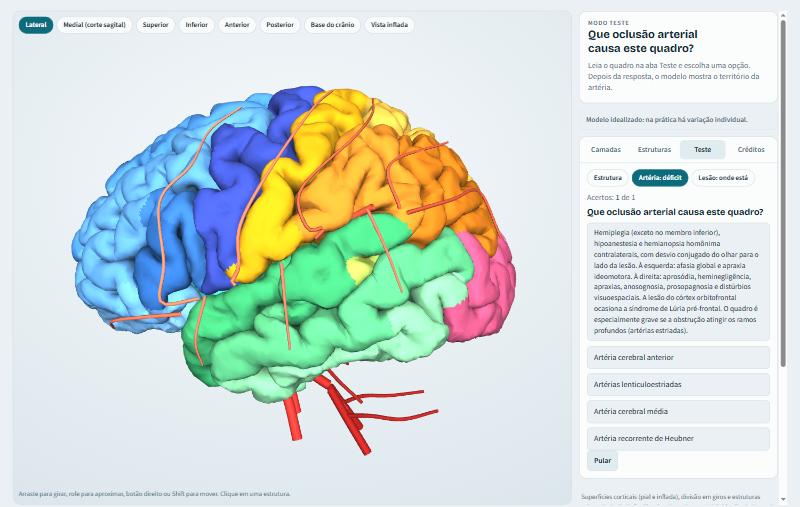 Lateral
Medial (corte sagital)
Superior
Inferior
Anterior
Posterior
Base do crânio
Vista inflada
Arraste para girar, role para aproximar, botão direito ou Shift para mover. Clique em uma estrutura.
MODO TESTE
Que oclusão arterial
causa este quadro?
Leia o quadro na aba Teste e escolha uma opção.
Depois da resposta, o modelo mostra o território da
artéria.
Modelo idealizado: na prática há variação individual.
Camadas
Estruturas
Teste
Créditos
Estrutura
Artéria: déficit
Lesão: onde está
Acertos: 1 de 1
Que oclusão arterial causa este quadro?
Hemiplegia (exceto no membro inferior),
hipoanestesia e hemianopsia homônima
contralaterais, com desvio conjugado do olhar para o
lado da lesão. À esquerda: afasia global e apraxia
ideomotora. À direita: aprosódia, heminegligência,
apraxias, anosognosia, prosopagnosia e distúrbios
visuoespaciais. A lesão do córtex orbitofrontal
ocasiona a síndrome de Lúria pré-frontal. O quadro é
especialmente grave se a obstrução atingir os ramos
profundos (artérias estriadas).
Artéria cerebral anterior
Artérias lenticuloestriadas
Artéria cerebral média
Artéria recorrente de Heubner
Pular
Superfícies corticais (pial e inflada), divisão em giros e estruturas